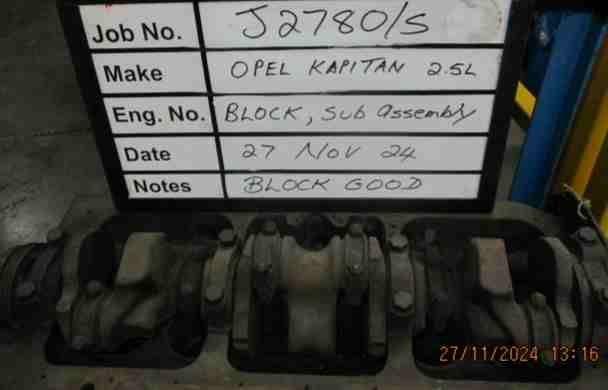 Job No. J2780/S
Make OPEL KAPITAN 2.5L
Eng. No. BLOCK, Sub assembly
Date 27 Nov 24
Notes BLOCK GOOD
27/11/2024 13:16